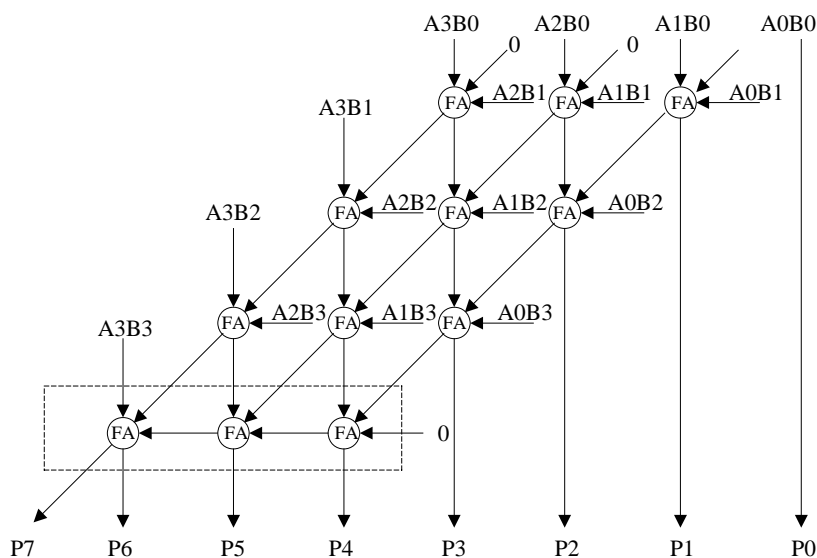 A3B0 A2B0 A1B0 A0B0
0 0
FA A2B1 FA A1B1 FA A0B1
A3B1
FA A2B2 FA A1B2 FA A0B2
A3B2
FA A2B3 FA A1B3 FA A0B3
A3B3
FA FA FA 0
P7 P6 P5 P4 P3 P2 P1 P0